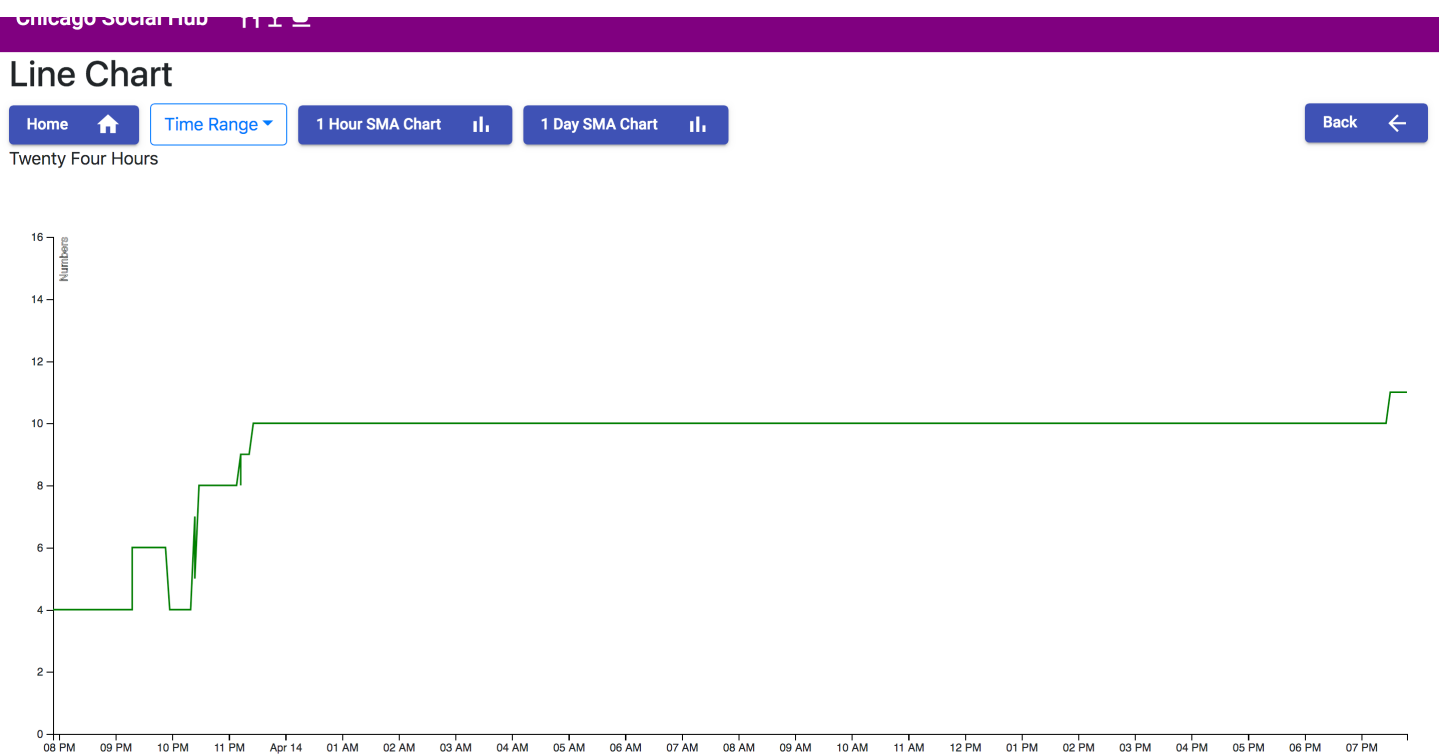 Chicago Social Hub
Line Chart
Home
Time Range
1 Hour SMA Chart
1 Day SMA Chart
Back
Twenty Four Hours
Numbers
16
14
12
10
8
6
4
2
0
08 PM 09 PM 10 PM 11 PM Apr 14 01 AM 02 AM 03 AM 04 AM 05 AM 06 AM 07 AM 08 AM 09 AM 10 AM 11 AM 12 PM 01 PM 02 PM 03 PM 04 PM 05 PM 06 PM 07 PM